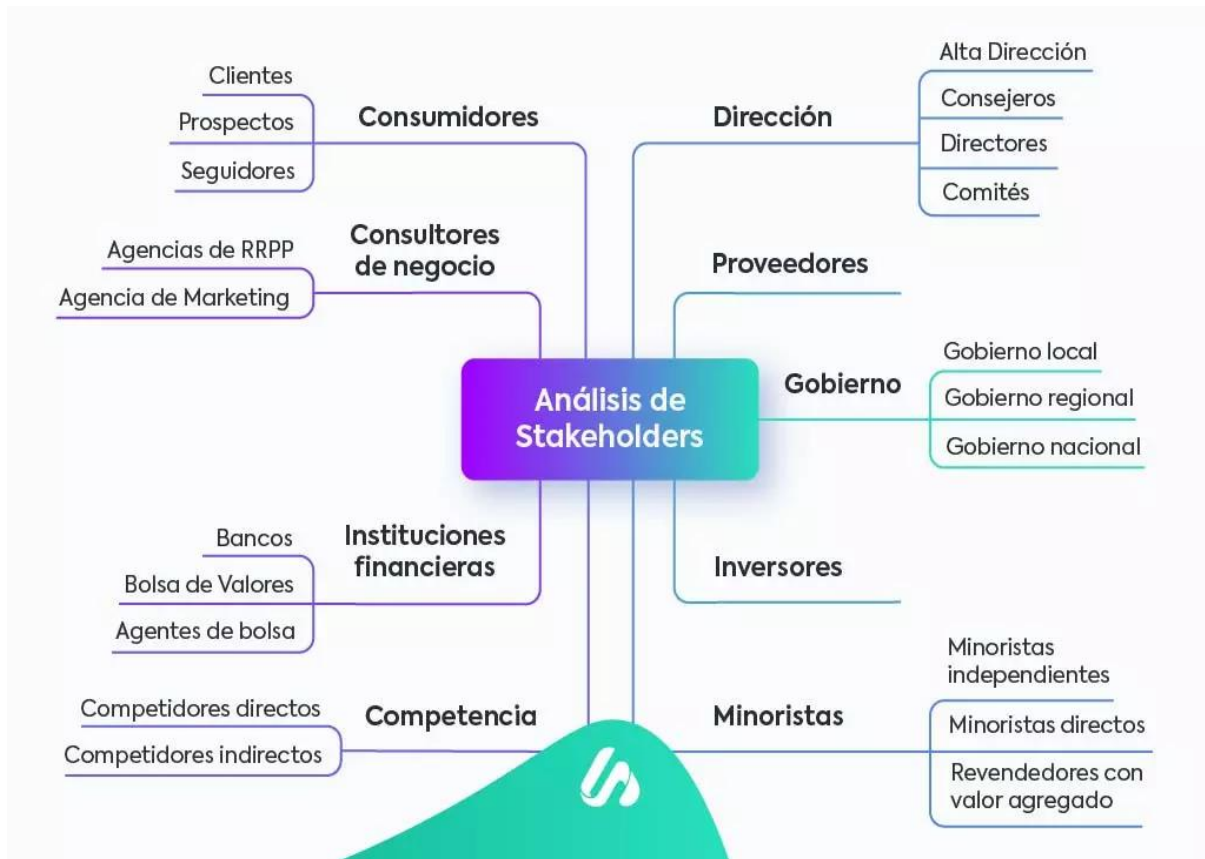 Clientes
Prospectos
Seguidores
Consumidores
Agencias de RRPP
Agencia de Marketing
Consultores
de negocio
Dirección
Alta Dirección
Consejeros
Directores
Comités
Proveedores
Análisis de
Stakeholders
Gobierno
Gobierno local
Gobierno regional
Gobierno nacional
Bancos
Bolsa de Valores
Agentes de bolsa
Instituciones
financieras
Inversores
Competidores directos
Competidores indirectos
Competencia
Minoristas
Minoristas
independientes
Minoristas directos
Revendedores con
valor agregado